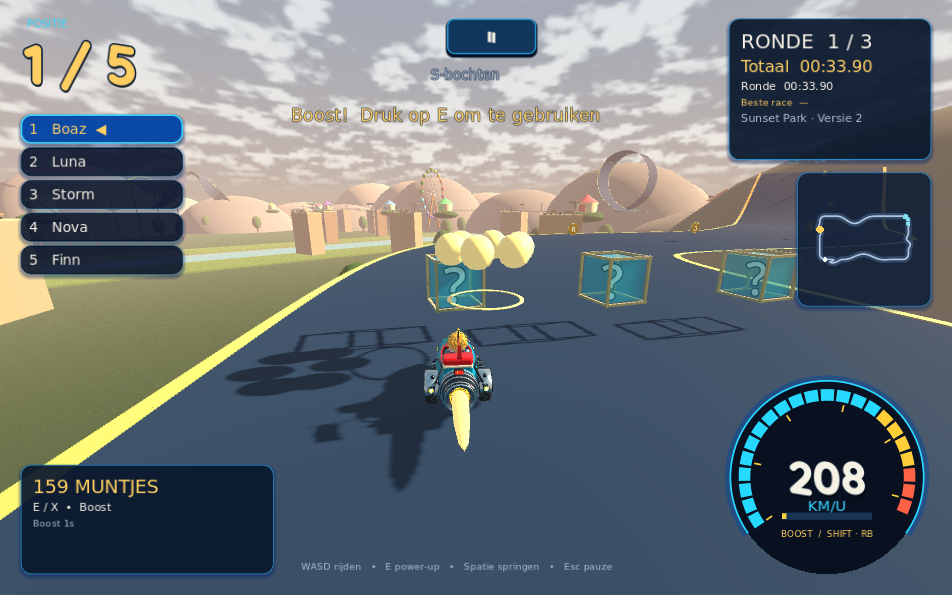 POSITIE
1/5
1 Boaz ◀
2 Luna
3 Storm
4 Nova
5 Finn
S-bochten
Boost! Druk op E om te gebruiken
RONDE 1 / 3
Totaal 00:33.90
Ronde 00:33.90
Beste race —
Sunset Park · Versie 2
?
?
?
159 MUNTJES
E / X • Boost
Boost 1s
208
KM/U
BOOST / SHIFT · RB
WASD rijden • E power-up • Spatie springen • Esc pauze